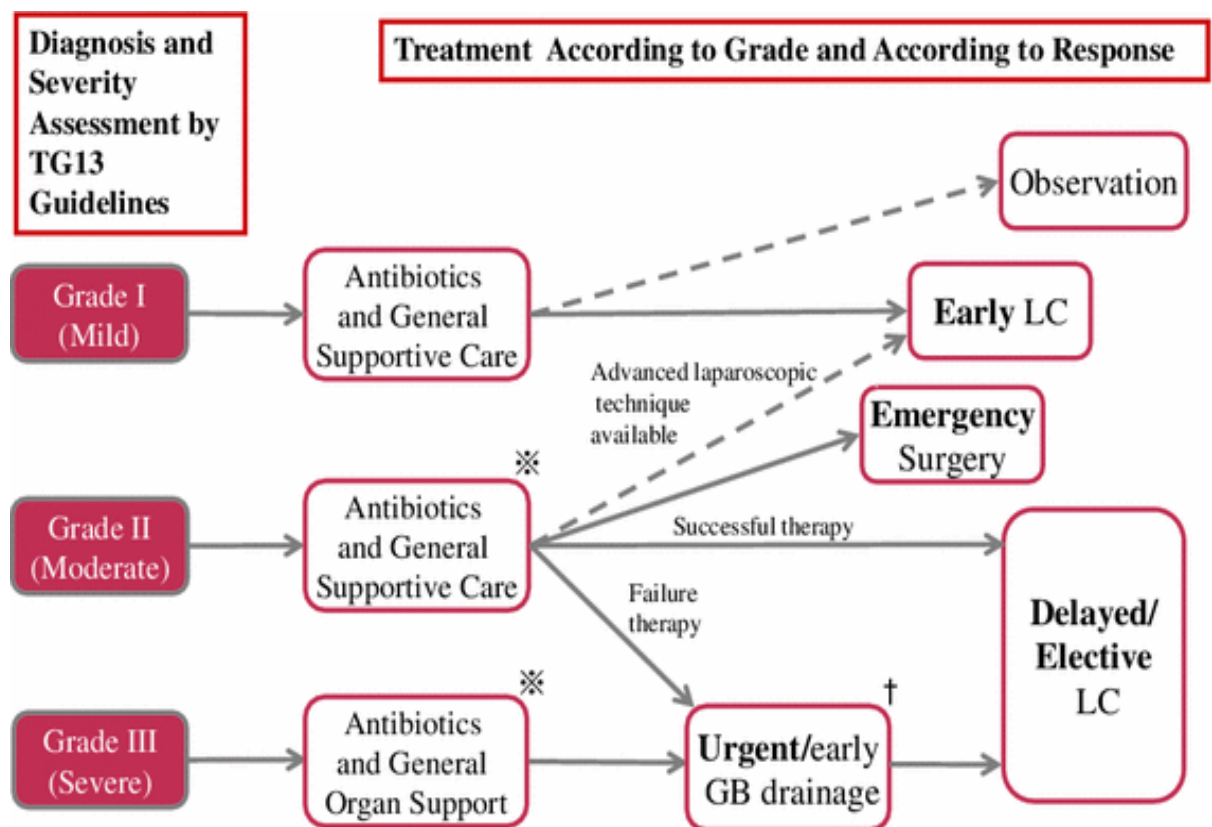 Diagnosis and
Severity
Assessment by
TG13
Guidelines
Treatment According to Grade and According to Response
Observation
Grade I
(Mild)
Antibiotics
and General
Supportive Care
Early LC
Advanced laparoscopic
technique
available
Emergency
Surgery
※
Grade II
(Moderate)
Antibiotics
and General
Supportive Care
Successful therapy
Failure
therapy
Delayed/
Elective
LC
※
Grade III
(Severe)
Antibiotics
and General
Organ Support
†
Urgent/early
GB drainage